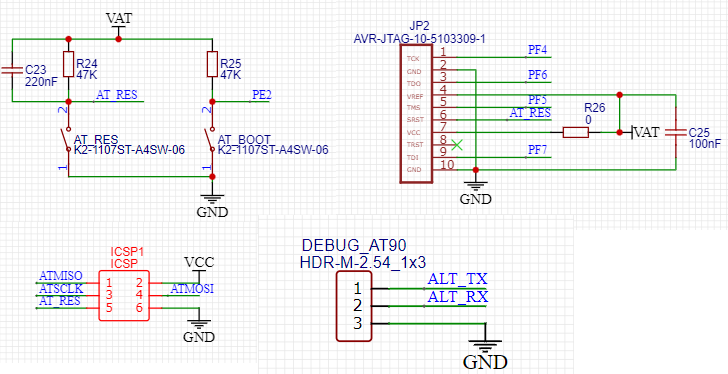 VAT
C23
220nF
R24
47K
R25
47K
AT_RES
PE2
2
2
AT_RES
K2-1107ST-A4SW-06
AT_BOOT
K2-1107ST-A4SW-06
1
1
GND
JP2
AVR-JTAG-10-5103309-1
TCK 1 PF4
GND 2
TDO 3 PF6
VREF 4
TMS 5 PF5
SRST 6 AT_RES
VCC 7
TRST 8
TDI 9 PF7
GND 10
R26
0
VAT
C25
100nF
GND
ICSP1
ICSP
VCC
ATMISO 1 2
ATSCLK 3 4 ATMOSI
AT_RES 5 6
GND
DEBUG_AT90
HDR-M-2.54_1x3
1 ALT_TX
2 ALT_RX
3
GND